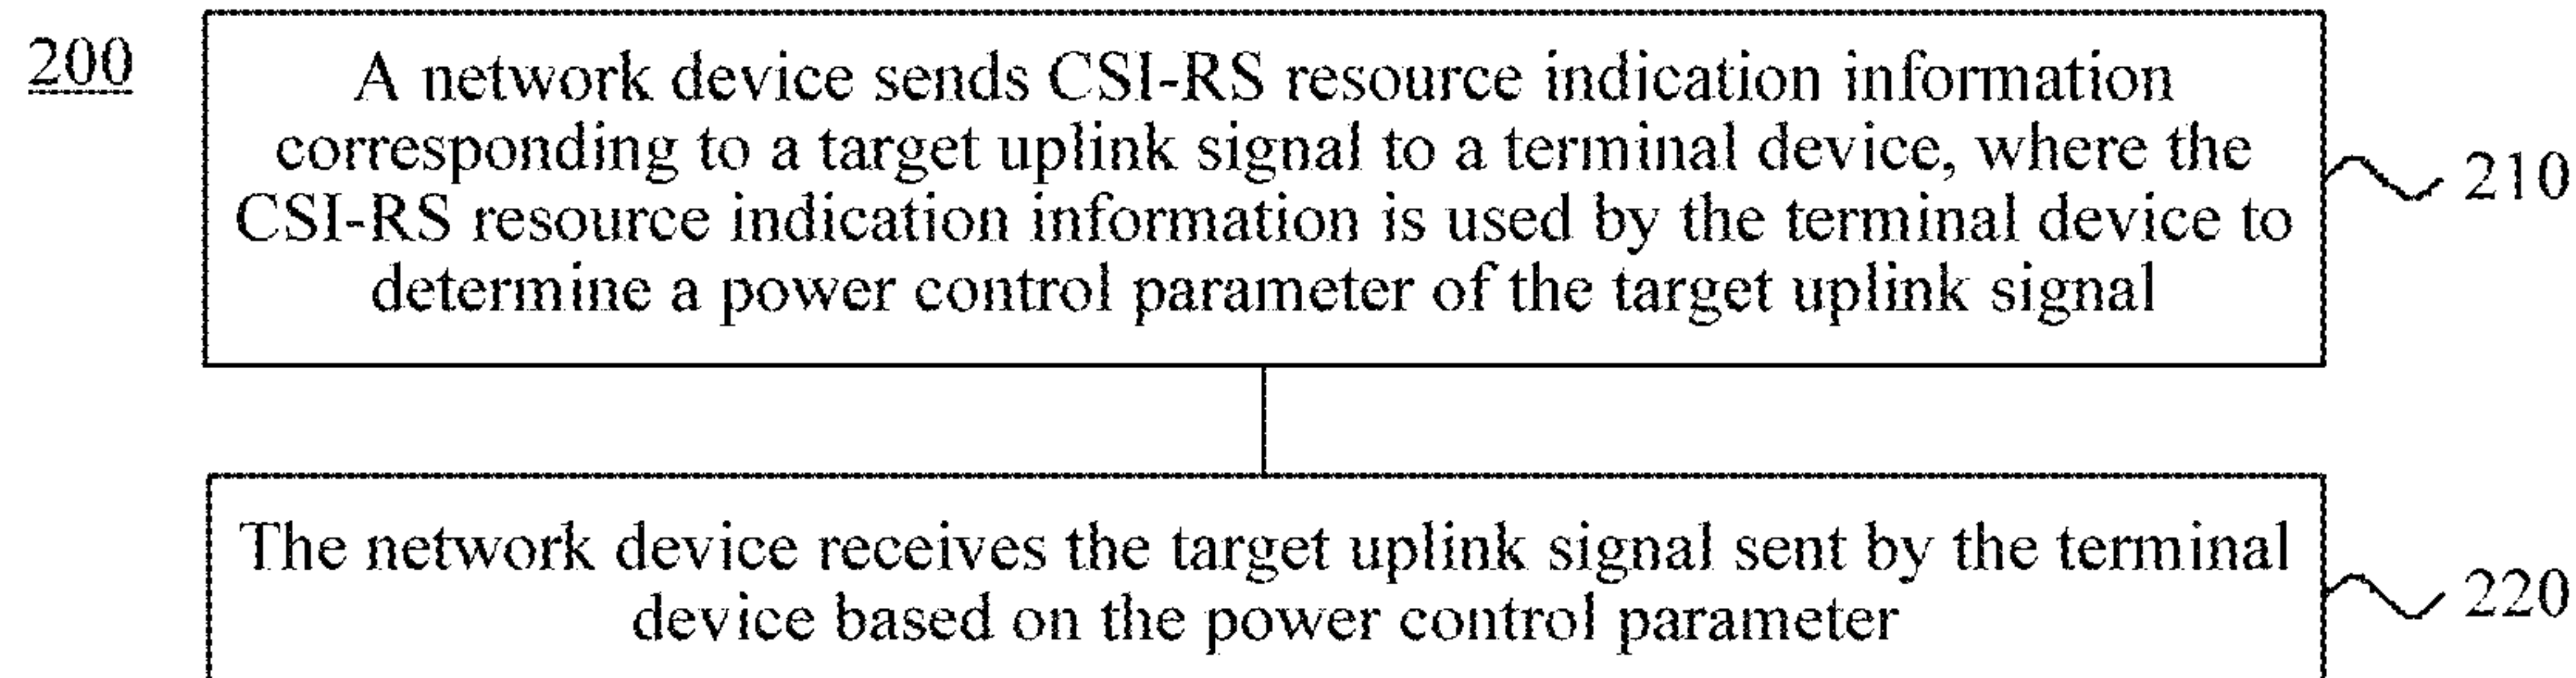 200
A network device sends CSI-RS resource indication information
corresponding to a target uplink signal to a terminal device, where the
CSI-RS resource indication information is used by the terminal device to
determine a power control parameter of the target uplink signal
210
The network device receives the target uplink signal sent by the terminal
device based on the power control parameter
220